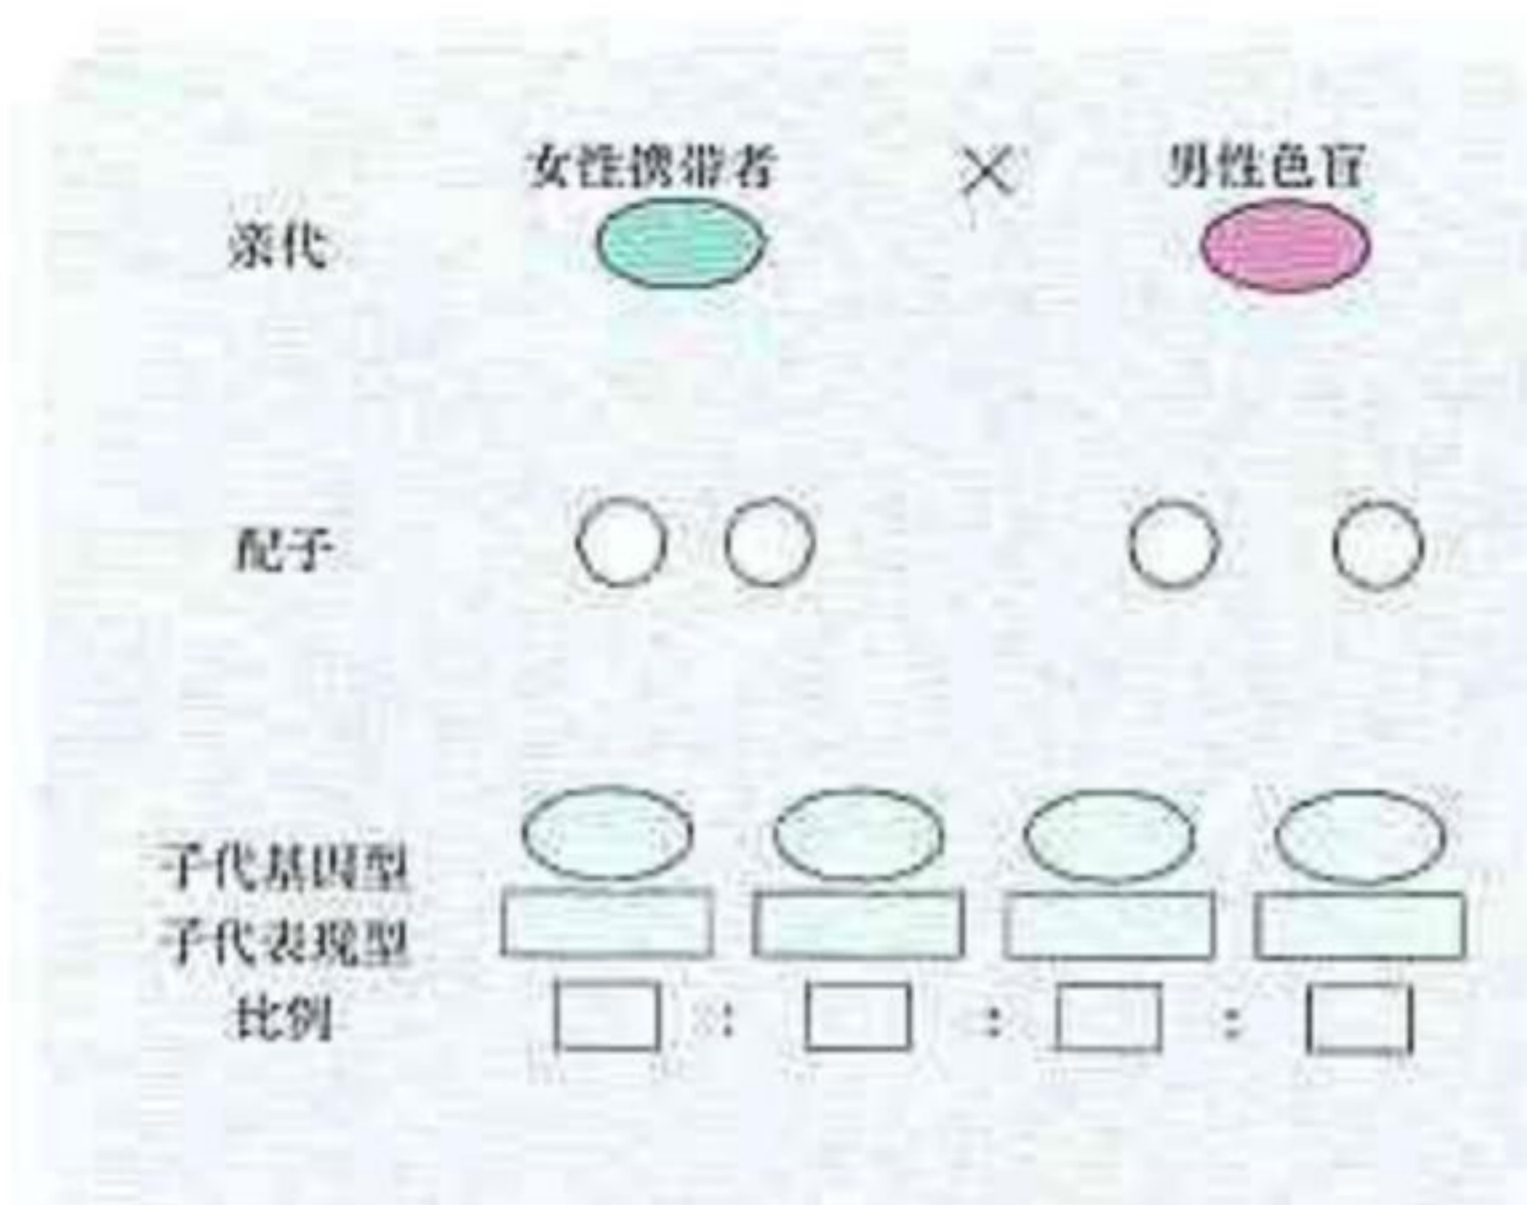 女性携带者 × 男性色盲
亲代
配子
子代基因型
子代表现型
比例 : : :